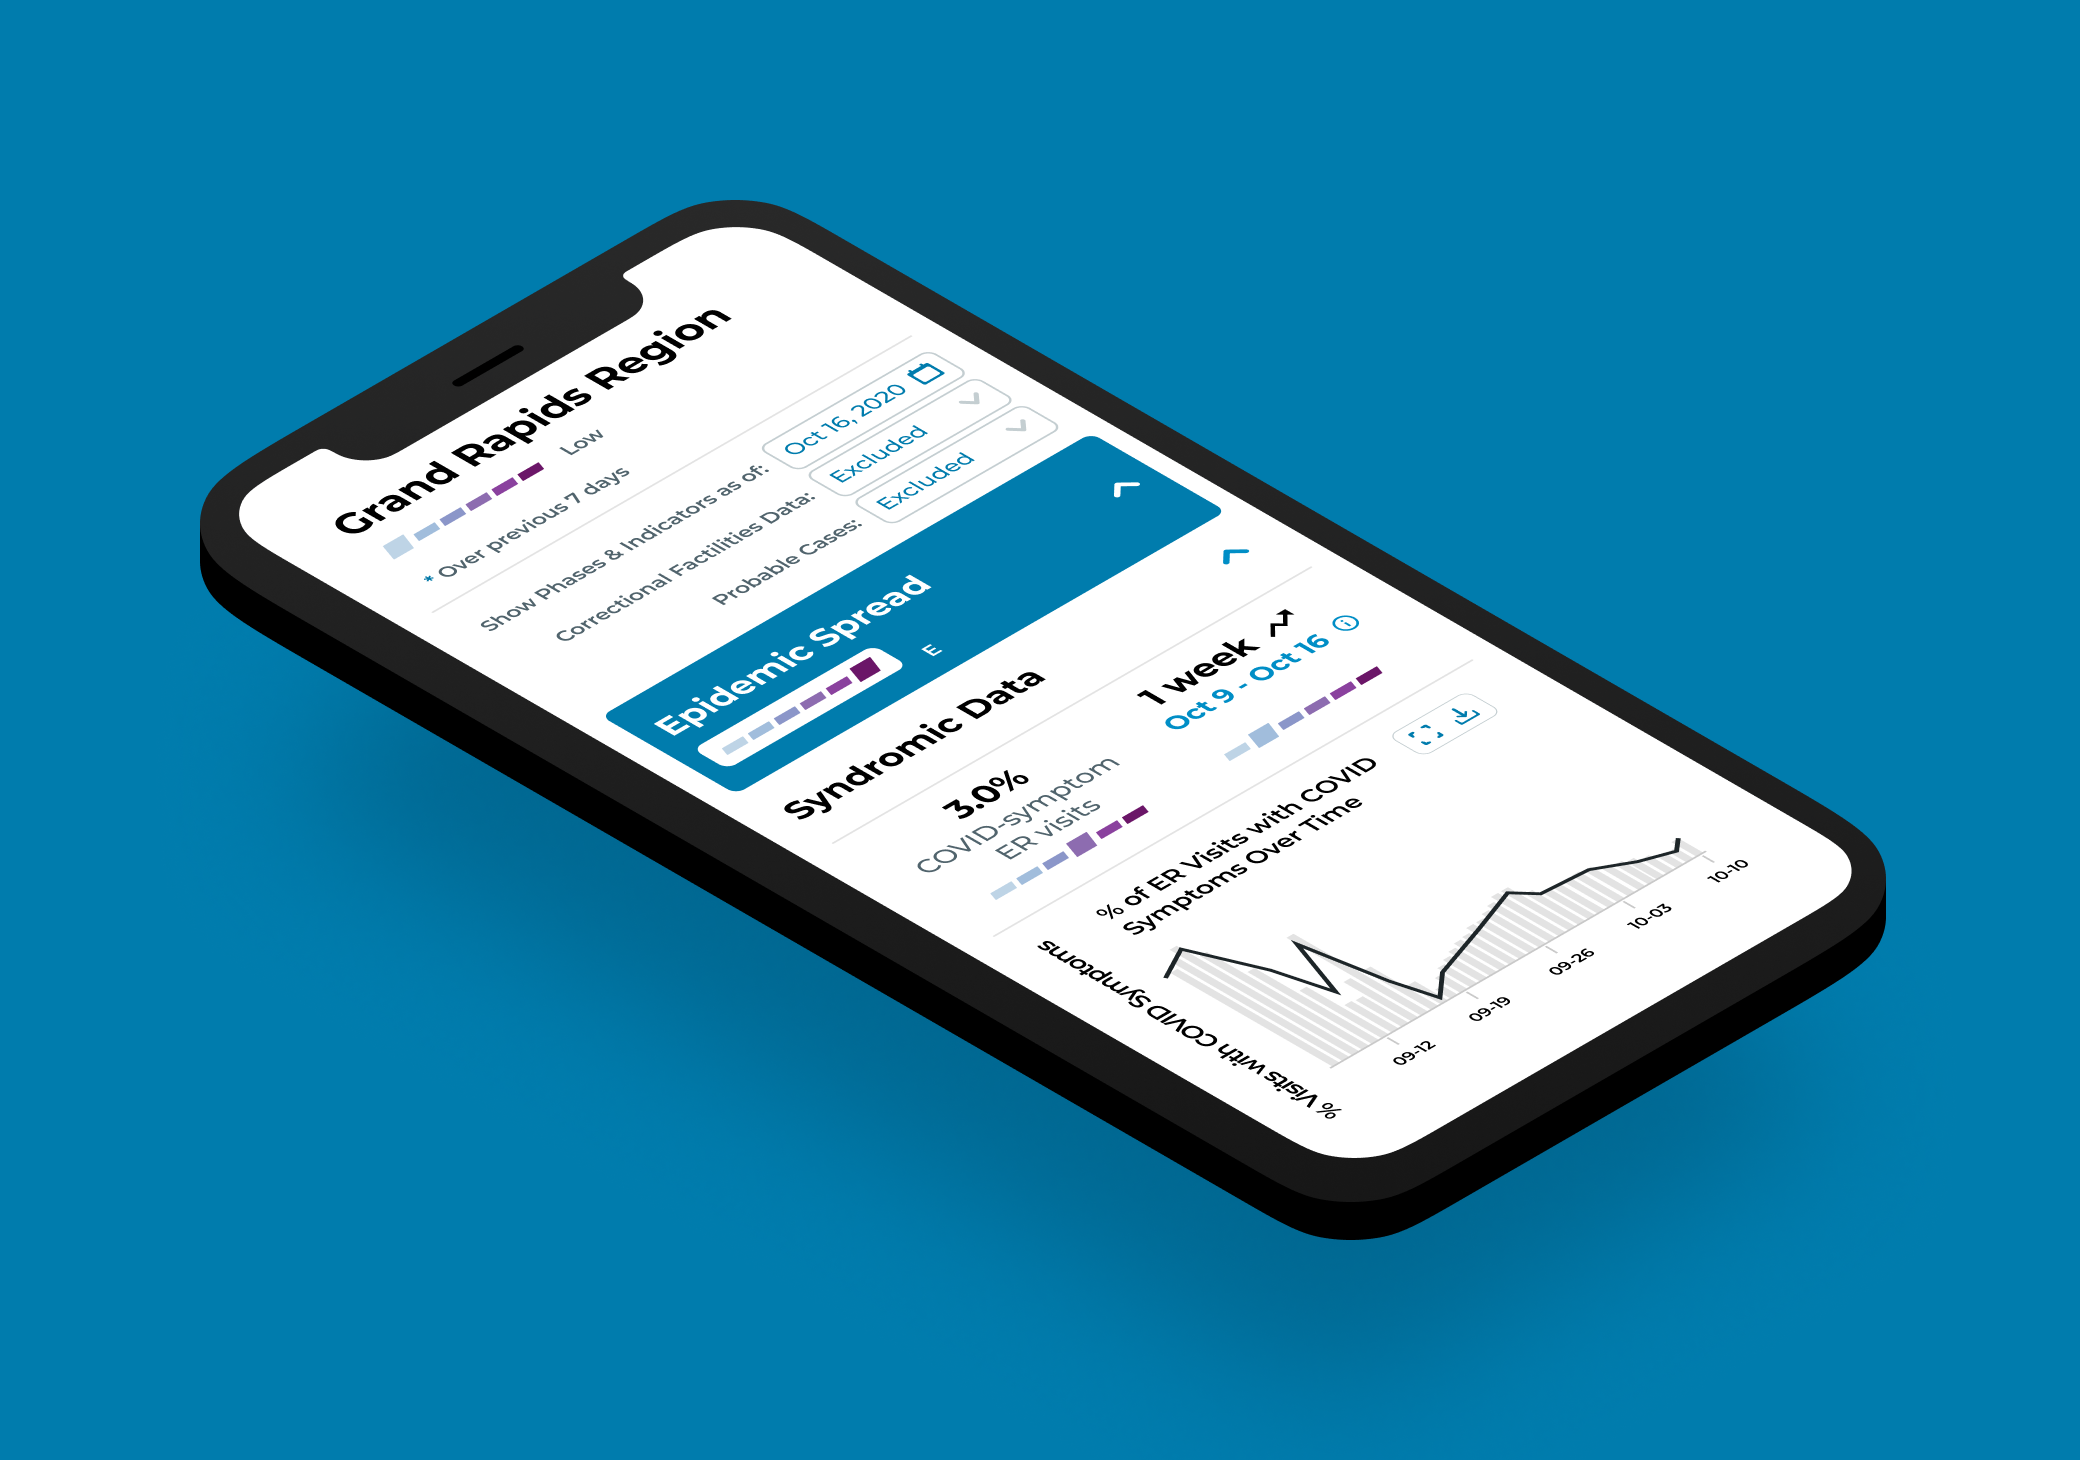 Grand Rapids Region
Low
* Over previous 7 days
Show Phases & Indicators as of:
Oct 16, 2020
Correctional Factilities Data:
Excluded
Probable Cases:
Excluded
Epidemic Spread
E
Syndromic Data
3.0%
COVID-symptom
ER visits
1 week
Oct 9 - Oct 16
% of ER Visits with COVID
Symptoms Over Time
% Visits with COVID Symptoms
09-12
09-19
09-26
10-03
10-10